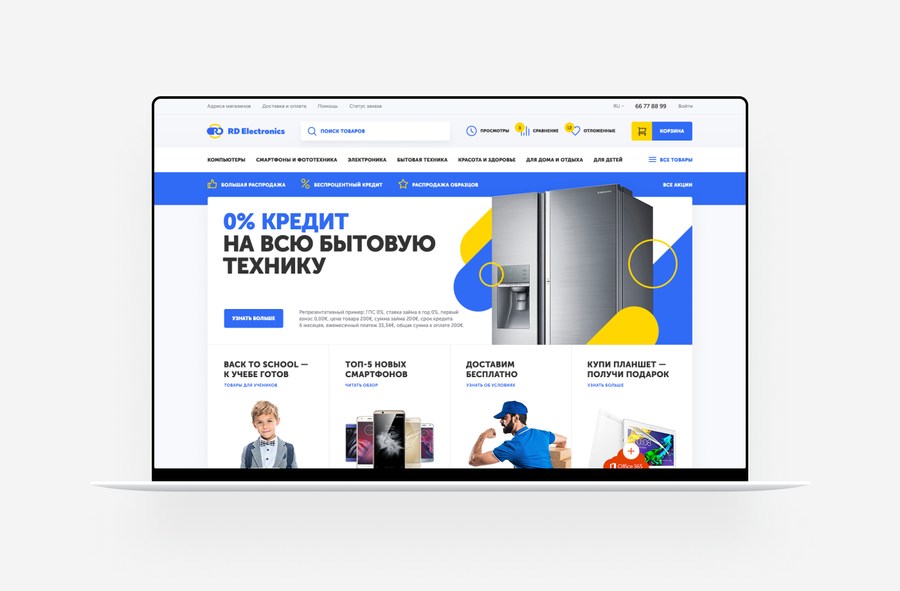 Адреса магазинов Доставка и оплата Помощь Статус заказа RU 66 77 88 99 Войти
RD RD Electronics ПОИСК ТОВАРОВ ПРОСМОТРЫ СРАВНЕНИЕ 12 ОТЛОЖЕННЫЕ КОРЗИНА
КОМПЬЮТЕРЫ СМАРТФОНЫ И ФОТОТЕХНИКА ЭЛЕКТРОНИКА БЫТОВАЯ ТЕХНИКА КРАСОТА И ЗДОРОВЬЕ ДЛЯ ДОМА И ОТДЫХА ДЛЯ ДЕТЕЙ ВСЕ ТОВАРЫ
БОЛЬШАЯ РАСПРОДАЖА БЕСПРОЦЕНТНЫЙ КРЕДИТ РАСПРОДАЖА ОБРАЗЦОВ ВСЕ АКЦИИ
0% КРЕДИТ
НА ВСЮ БЫТОВУЮ
ТЕХНИКУ
УЗНАТЬ БОЛЬШЕ
Репрезентативный пример: ГПС 0%, ставка займа в год 0%, первый
взнос 0,00€, цена товара 200€, сумма займа 200€, срок кредита
6 месяцев, ежемесячный платеж 33,34€, общая сумма к оплате 200€.
BACK TO SCHOOL —
К УЧЕБЕ ГОТОВ
ТОВАРЫ ДЛЯ УЧЕНИКОВ
ТОП-5 НОВЫХ
СМАРТФОНОВ
ЧИТАТЬ ОБЗОР
ДОСТАВИМ
БЕСПЛАТНО
УЗНАТЬ ОБ УСЛОВИЯХ
КУПИ ПЛАНШЕТ —
ПОЛУЧИ ПОДАРОК
УЗНАТЬ БОЛЬШЕ
Office 365